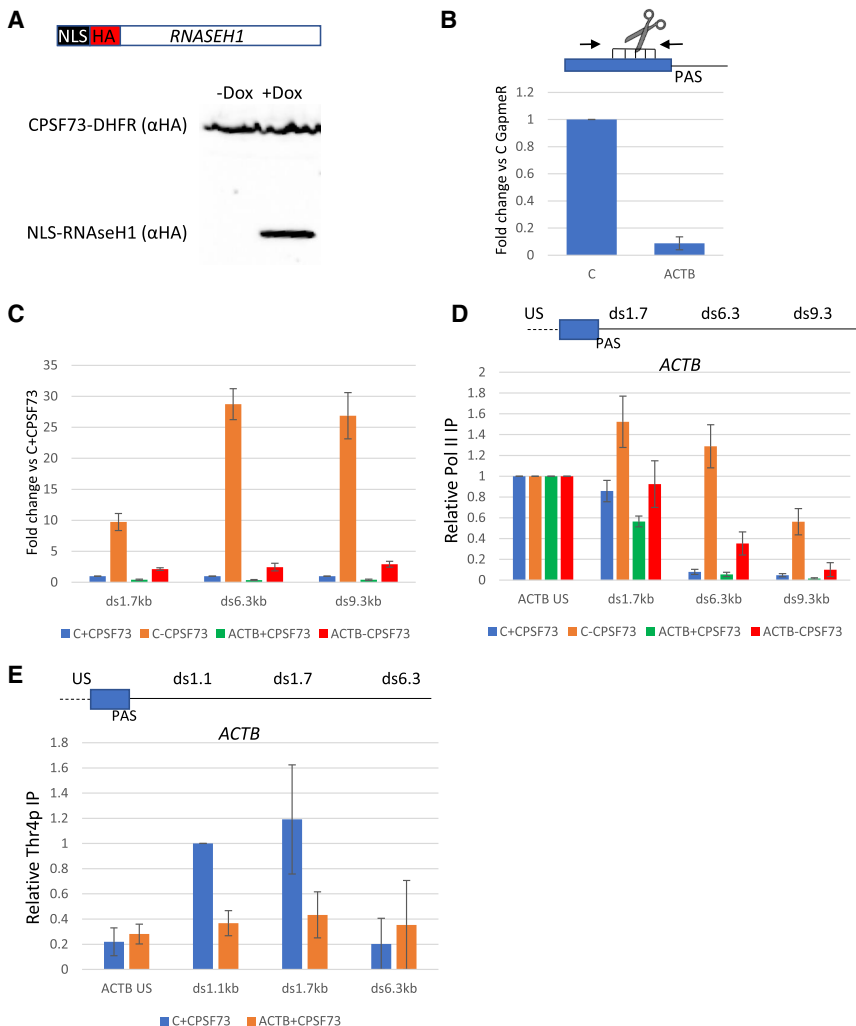 A
NLS HA RNASEH1
-Dox +Dox
CPSF73-DHFR (αHA)
NLS-RNAseH1 (αHA)
B
PAS
Fold change vs C GapmeR
1.2
1
0.8
0.6
0.4
0.2
0
C ACTB
C
Fold change vs C+CPSF73
35
30
25
20
15
10
5
0
ds1.7kb ds6.3kb ds9.3kb
C+CPSF73 C-CPSF73 ACTB+CPSF73 ACTB-CPSF73
D
US ds1.7 ds6.3 ds9.3
PAS
ACTB
Relative Pol II IP
2
1.8
1.6
1.4
1.2
1
0.8
0.6
0.4
0.2
0
ACTB US ds1.7kb ds6.3kb ds9.3kb
C+CPSF73 C-CPSF73 ACTB+CPSF73 ACTB-CPSF73
E
US ds1.1 ds1.7 ds6.3
PAS
ACTB
Relative Thr4p IP
1.8
1.6
1.4
1.2
1
0.8
0.6
0.4
0.2
0
ACTB US ds1.1kb ds1.7kb ds6.3kb
C+CPSF73 ACTB+CPSF73